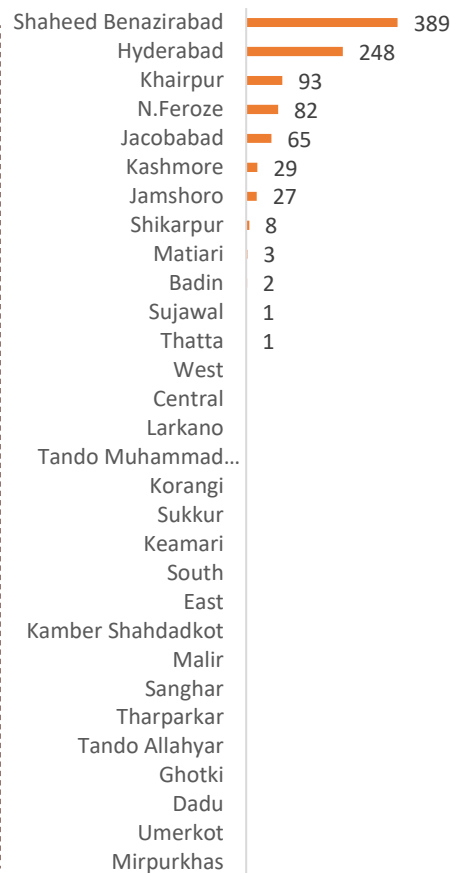 Shaheed Benazirabad 389
Hyderabad 248
Khairpur 93
N.Feroze 82
Jacobabad 65
Kashmore 29
Jamshoro 27
Shikarpur 8
Matiari 3
Badin 2
Sujawal 1
Thatta 1
West
Central
Larkano
Tando Muhammad…
Korangi
Sukkur
Keamari
South
East
Kamber Shahdadkot
Malir
Sanghar
Tharparkar
Tando Allahyar
Ghotki
Dadu
Umerkot
Mirpurkhas